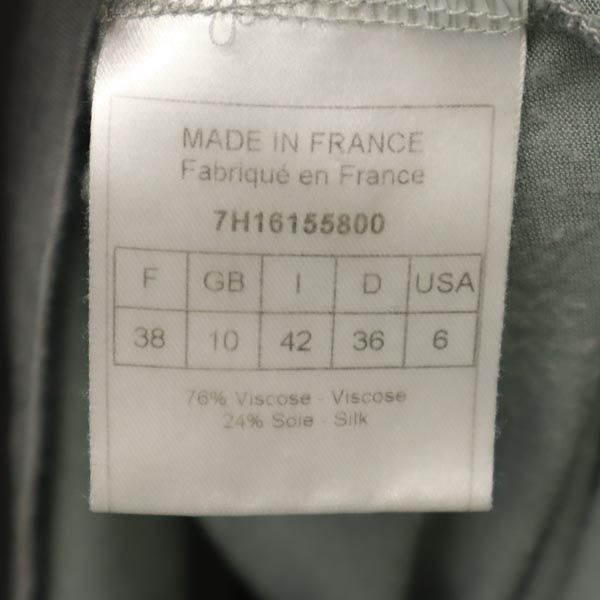 MADE IN FRANCE
Fabriqué en France
7H16155800
F GB I D USA
38 10 42 36 6
76% Viscose - Viscose
24% Soie - Silk